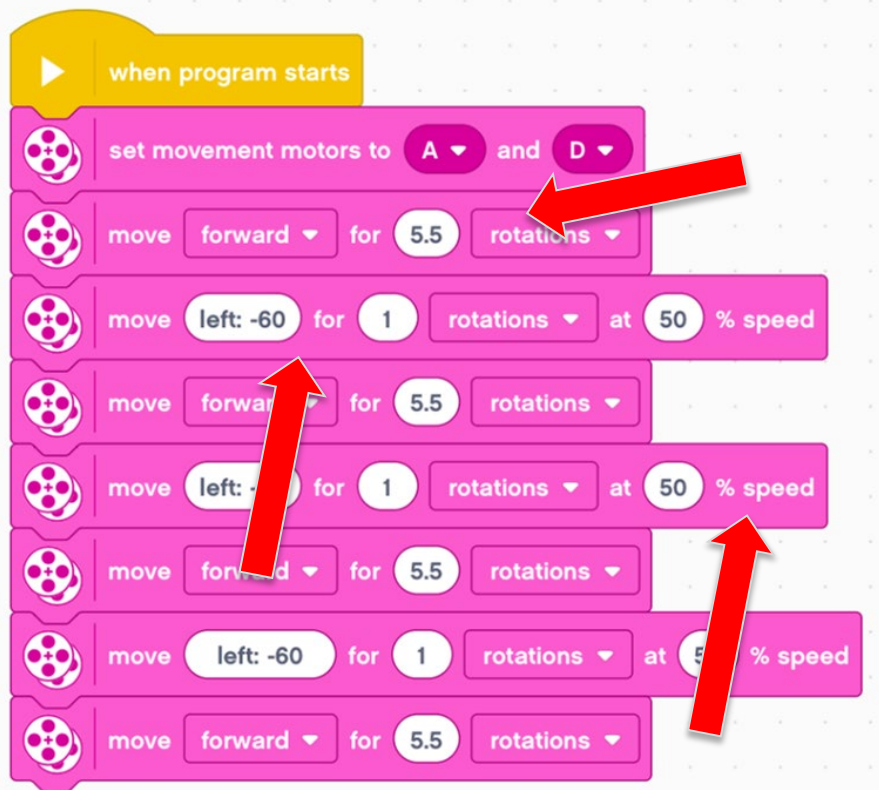 when program starts
set movement motors to A and D
move forward for 5.5 rotations
move left: -60 for 1 rotations at 50 % speed
move forward for 5.5 rotations
move left: for 1 rotations at 50 % speed
move forward for 5.5 rotations
move left: -60 for 1 rotations at % speed
move forward for 5.5 rotations